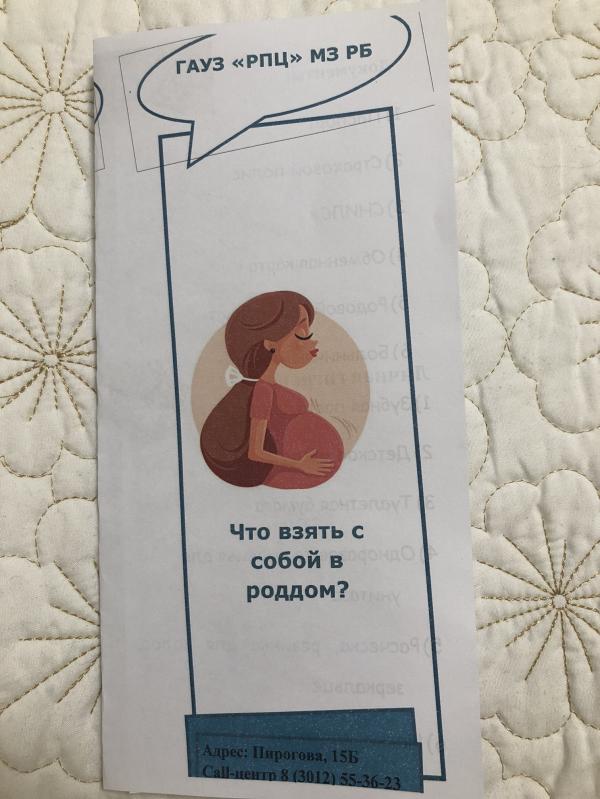 ГАУЗ «РПЦ» МЗ РБ
Что взять с
собой в
роддом?
Адрес: Пирогова, 15Б
Call-центр 8 (3012) 55-36-23